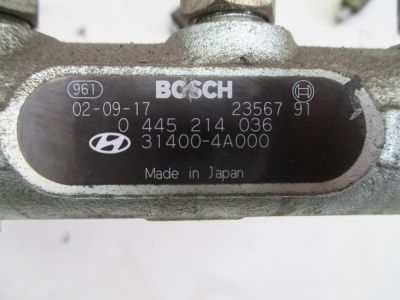 961 BOSCH
02-09-17 23567 91
0 445 214 036
31400-4A000
Made in Japan